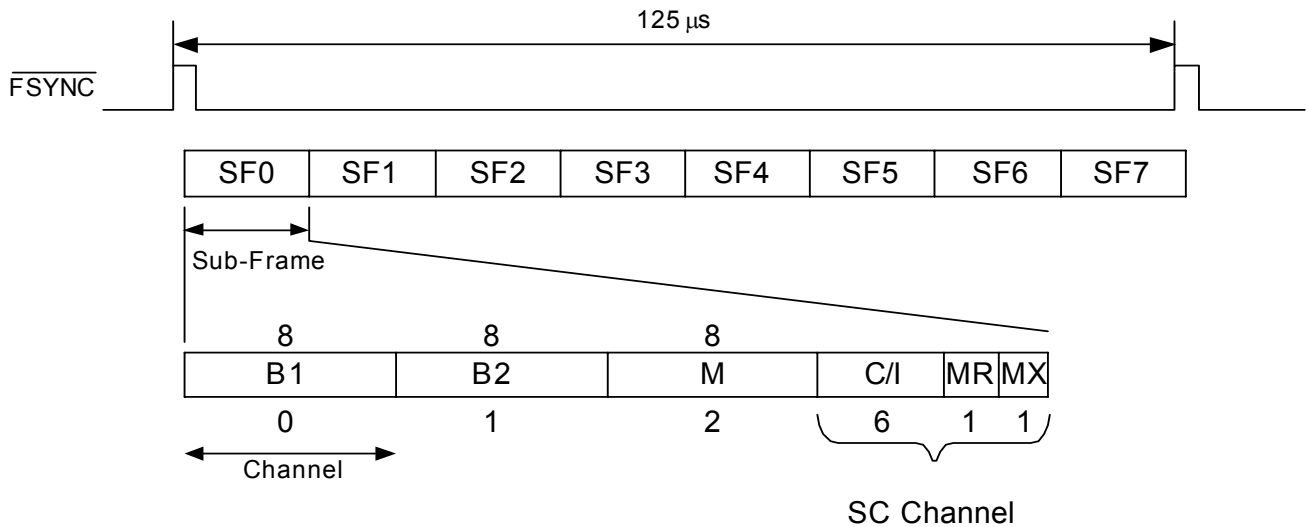 125 μs
FSYNC
SF0 SF1 SF2 SF3 SF4 SF5 SF6 SF7
Sub-Frame
8 8 8
B1 B2 M C/I MR MX
0 1 2 6 1 1
Channel
SC Channel